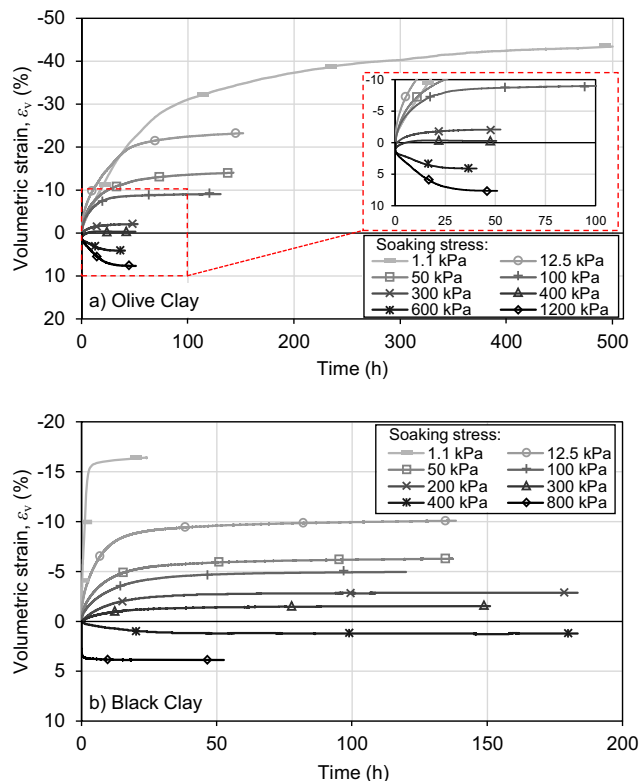 -50
-40
-30
-20
-10
0
10
20
Volumetric strain, εv (%)
-10
-5
0
5
10
0 25 50 75 100
Soaking stress:
1.1 kPa 12.5 kPa
50 kPa 100 kPa
300 kPa 400 kPa
600 kPa 1200 kPa
a) Olive Clay
0 100 200 300 400 500
Time (h)
-20
-15
-10
-5
0
5
10
Volumetric strain, εv (%)
Soaking stress:
1.1 kPa 12.5 kPa
50 kPa 100 kPa
200 kPa 300 kPa
400 kPa 800 kPa
b) Black Clay
0 50 100 150 200
Time (h)